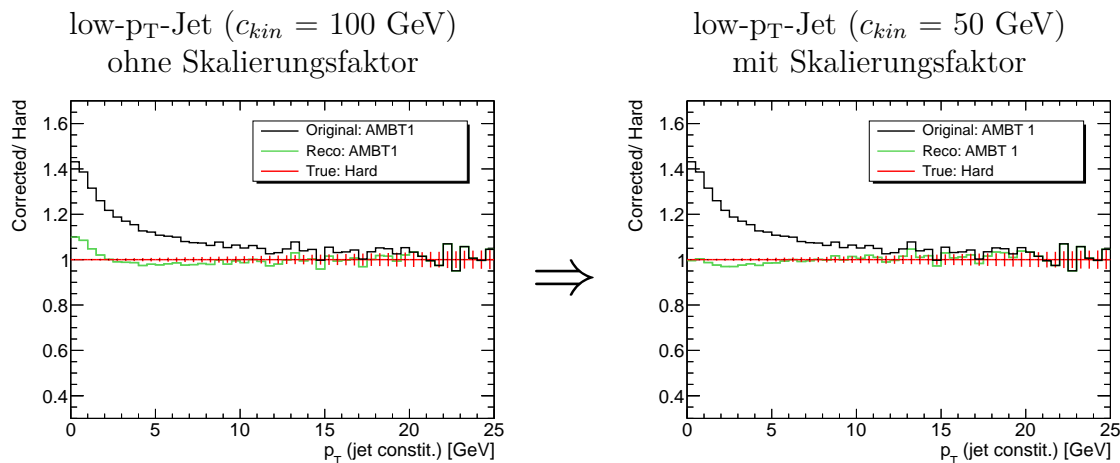 low-pT-Jet (ckin = 100 GeV)
ohne Skalierungsfaktor
Corrected/ Hard
1.6
1.4
1.2
1
0.8
0.6
0.4
Original: AMBT1
Reco: AMBT1
True: Hard
0 5 10 15 20 25
pT (jet constit.) [GeV]
⇒
low-pT-Jet (ckin = 50 GeV)
mit Skalierungsfaktor
Corrected/ Hard
1.6
1.4
1.2
1
0.8
0.6
0.4
Original: AMBT 1
Reco: AMBT 1
True: Hard
0 5 10 15 20 25
pT (jet constit.) [GeV]